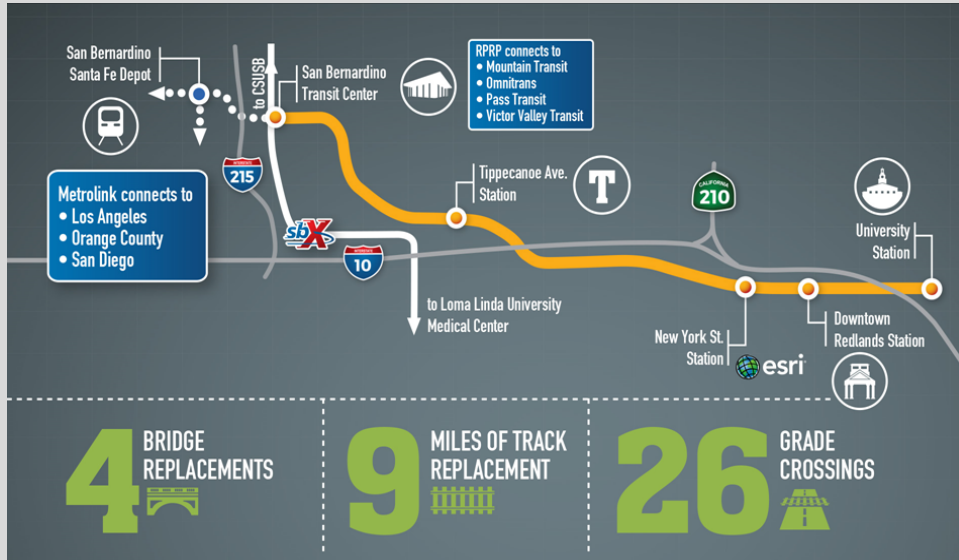 San Bernardino
Santa Fe Depot
to CSUSB
San Bernardino
Transit Center
RPRP connects to
• Mountain Transit
• Omnitrans
• Pass Transit
• Victor Valley Transit
INTERSTATE
215
Metrolink connects to
• Los Angeles
• Orange County
• San Diego
Tippecanoe Ave.
Station
T
CALIFORNIA
210
University
Station
sbX
INTERSTATE
10
to Loma Linda University
Medical Center
New York St.
Station
esri
Downtown
Redlands Station
4 BRIDGE
REPLACEMENTS
9 MILES OF TRACK
REPLACEMENT
26 GRADE
CROSSINGS